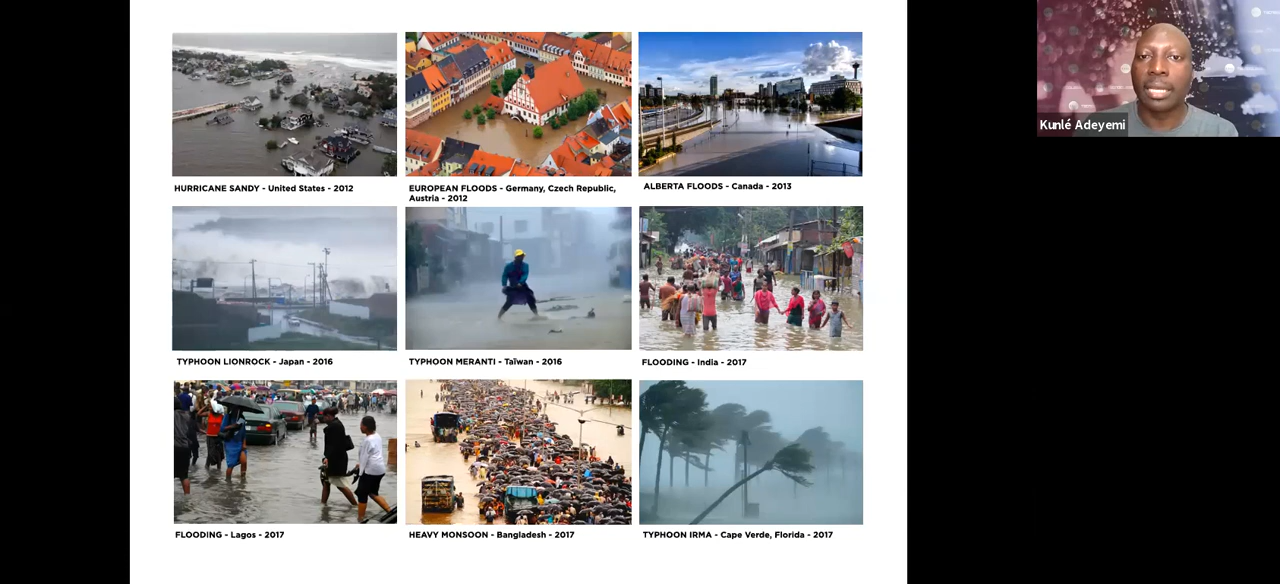 HURRICANE SANDY - United States - 2012
EUROPEAN FLOODS - Germany, Czech Republic,
Austria - 2012
ALBERTA FLOODS - Canada - 2013
TYPHOON LIONROCK - Japan - 2016
TYPHOON MERANTI - Taïwan - 2016
FLOODING - India - 2017
FLOODING - Lagos - 2017
HEAVY MONSOON - Bangladesh - 2017
TYPHOON IRMA - Cape Verde, Florida - 2017
Kunlé Adeyemi